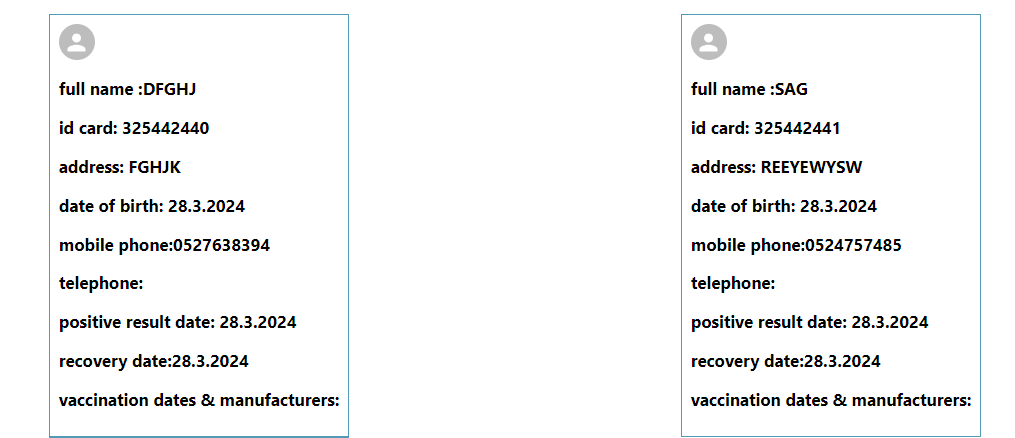 full name :DFGHJ
id card: 325442440
address: FGHJK
date of birth: 28.3.2024
mobile phone:0527638394
telephone:
positive result date: 28.3.2024
recovery date:28.3.2024
vaccination dates & manufacturers:
full name :SAG
id card: 325442441
address: REEYEWYSW
date of birth: 28.3.2024
mobile phone:0524757485
telephone:
positive result date: 28.3.2024
recovery date:28.3.2024
vaccination dates & manufacturers: